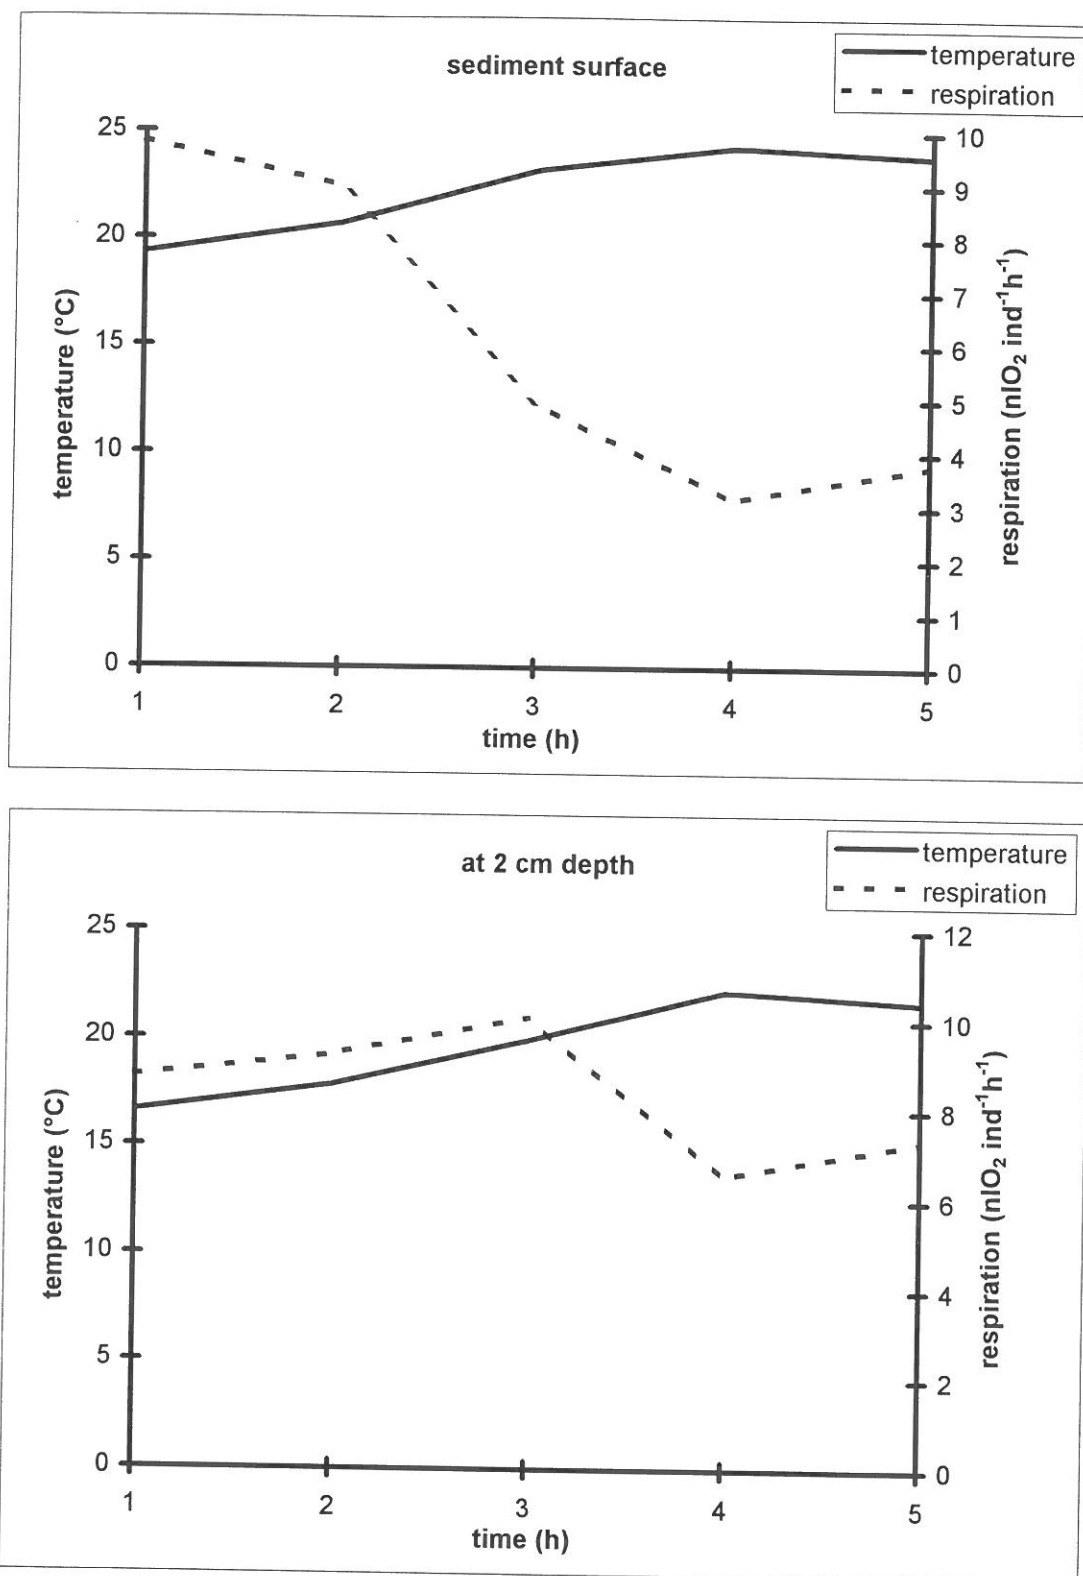 sediment surface
temperature
respiration
25
20
15
10
5
0
temperature (°C)
10
9
8
7
6
5
4
3
2
1
0
respiration (nlO₂ ind⁻¹h⁻¹)
1 2 3 4 5
time (h)
at 2 cm depth
temperature
respiration
25
20
15
10
5
0
temperature (°C)
12
10
8
6
4
2
0
respiration (nlO₂ ind⁻¹h⁻¹)
1 2 3 4 5
time (h)